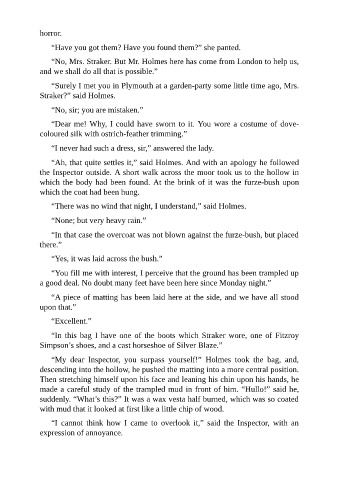 horror.
“Have you got them? Have you found them?” she panted.
“No, Mrs. Straker. But Mr. Holmes here has come from London to help us,
and we shall do all that is possible.”
“Surely I met you in Plymouth at a garden-party some little time ago, Mrs.
Straker?” said Holmes.
“No, sir; you are mistaken.”
“Dear me! Why, I could have sworn to it. You wore a costume of dove-
coloured silk with ostrich-feather trimming.”
“I never had such a dress, sir,” answered the lady.
“Ah, that quite settles it,” said Holmes. And with an apology he followed
the Inspector outside. A short walk across the moor took us to the hollow in
which the body had been found. At the brink of it was the furze-bush upon
which the coat had been hung.
“There was no wind that night, I understand,” said Holmes.
“None; but very heavy rain.”
“In that case the overcoat was not blown against the furze-bush, but placed
there.”
“Yes, it was laid across the bush.”
“You fill me with interest, I perceive that the ground has been trampled up
a good deal. No doubt many feet have been here since Monday night.”
“A piece of matting has been laid here at the side, and we have all stood
upon that.”
“Excellent.”
“In this bag I have one of the boots which Straker wore, one of Fitzroy
Simpson’s shoes, and a cast horseshoe of Silver Blaze.”
“My dear Inspector, you surpass yourself!” Holmes took the bag, and,
descending into the hollow, he pushed the matting into a more central position.
Then stretching himself upon his face and leaning his chin upon his hands, he
made a careful study of the trampled mud in front of him. “Hullo!” said he,
suddenly. “What’s this?” It was a wax vesta half burned, which was so coated
with mud that it looked at first like a little chip of wood.
“I cannot think how I came to overlook it,” said the Inspector, with an
expression of annoyance.